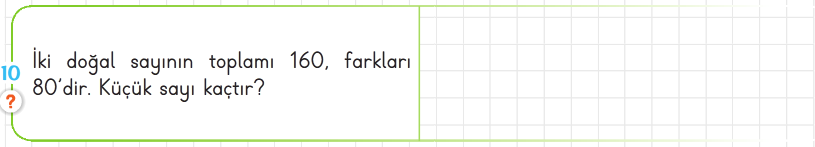 10
?
İki doğal sayının toplamı 160, farkları
80'dir. Küçük sayı kaçtır?